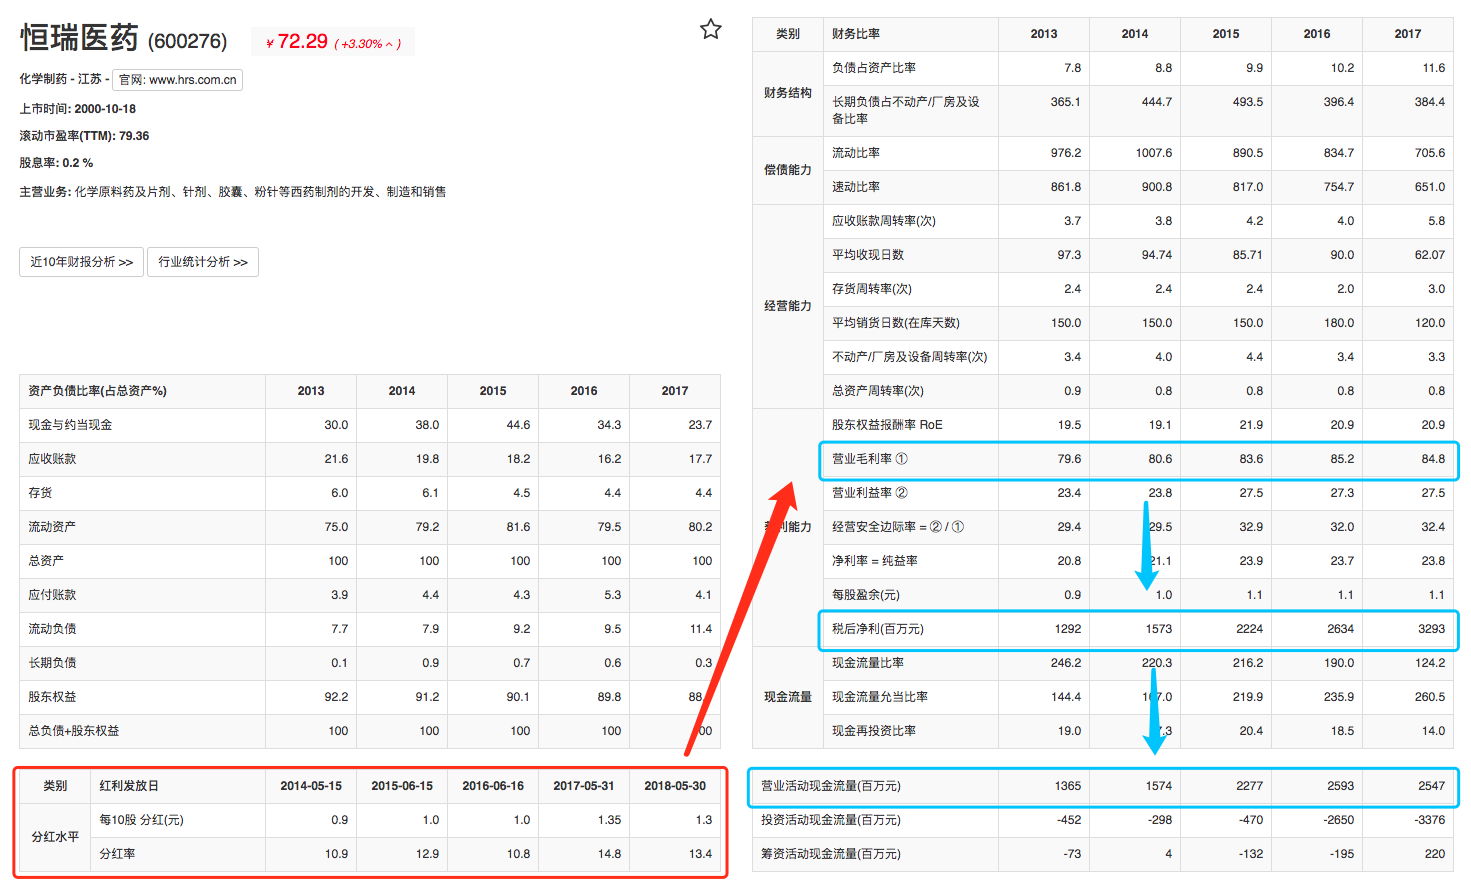 恒瑞医药 (600276) ¥ 72.29 ( +3.30% ︿ )
化学制药 - 江苏 - 官网: www.hrs.com.cn
上市时间: 2000-10-18
滚动市盈率(TTM): 79.36
股息率: 0.2 %
主营业务: 化学原料药及片剂、针剂、胶囊、粉针等西药制剂的开发、制造和销售
近10年财报分析 >> 行业统计分析 >>
资产负债比率(占总资产%) 2013 2014 2015 2016 2017
现金与约当现金 30.0 38.0 44.6 34.3 23.7
应收账款 21.6 19.8 18.2 16.2 17.7
存货 6.0 6.1 4.5 4.4 4.4
流动资产 75.0 79.2 81.6 79.5 80.2
总资产 100 100 100 100 100
应付账款 3.9 4.4 4.3 5.3 4.1
流动负债 7.7 7.9 9.2 9.5 11.4
长期负债 0.1 0.9 0.7 0.6 0.3
股东权益 92.2 91.2 90.1 89.8 88.
总负债+股东权益 100 100 100 100 00
类别 红利发放日 2014-05-15 2015-06-15 2016-06-16 2017-05-31 2018-05-30
分红水平
每10股 分红(元) 0.9 1.0 1.0 1.35 1.3
分红率 10.9 12.9 10.8 14.8 13.4
类别 财务比率 2013 2014 2015 2016 2017
财务结构
负债占资产比率 7.8 8.8 9.9 10.2 11.6
长期负债占不动产/厂房及设
备比率 365.1 444.7 493.5 396.4 384.4
偿债能力
流动比率 976.2 1007.6 890.5 834.7 705.6
速动比率 861.8 900.8 817.0 754.7 651.0
经营能力
应收账款周转率(次) 3.7 3.8 4.2 4.0 5.8
平均收现日数 97.3 94.74 85.71 90.0 62.07
存货周转率(次) 2.4 2.4 2.4 2.0 3.0
平均销货日数(在库天数) 150.0 150.0 150.0 180.0 120.0
不动产/厂房及设备周转率(次) 3.4 4.0 4.4 3.4 3.3
总资产周转率(次) 0.9 0.8 0.8 0.8 0.8
利能力
股东权益报酬率 RoE 19.5 19.1 21.9 20.9 20.9
营业毛利率 ① 79.6 80.6 83.6 85.2 84.8
营业利益率 ② 23.4 23.8 27.5 27.3 27.5
经营安全边际率 = ② / ① 29.4 29.5 32.9 32.0 32.4
净利率 = 纯益率 20.8 21.1 23.9 23.7 23.8
每股盈余(元) 0.9 1.0 1.1 1.1 1.1
税后净利(百万元) 1292 1573 2224 2634 3293
现金流量
现金流量比率 246.2 220.3 216.2 190.0 124.2
现金流量允当比率 144.4 7.0 219.9 235.9 260.5
现金再投资比率 19.0 .3 20.4 18.5 14.0
营业活动现金流量(百万元) 1365 1574 2277 2593 2547
投资活动现金流量(百万元) -452 -298 -470 -2650 -3376
筹资活动现金流量(百万元) -73 4 -132 -195 220